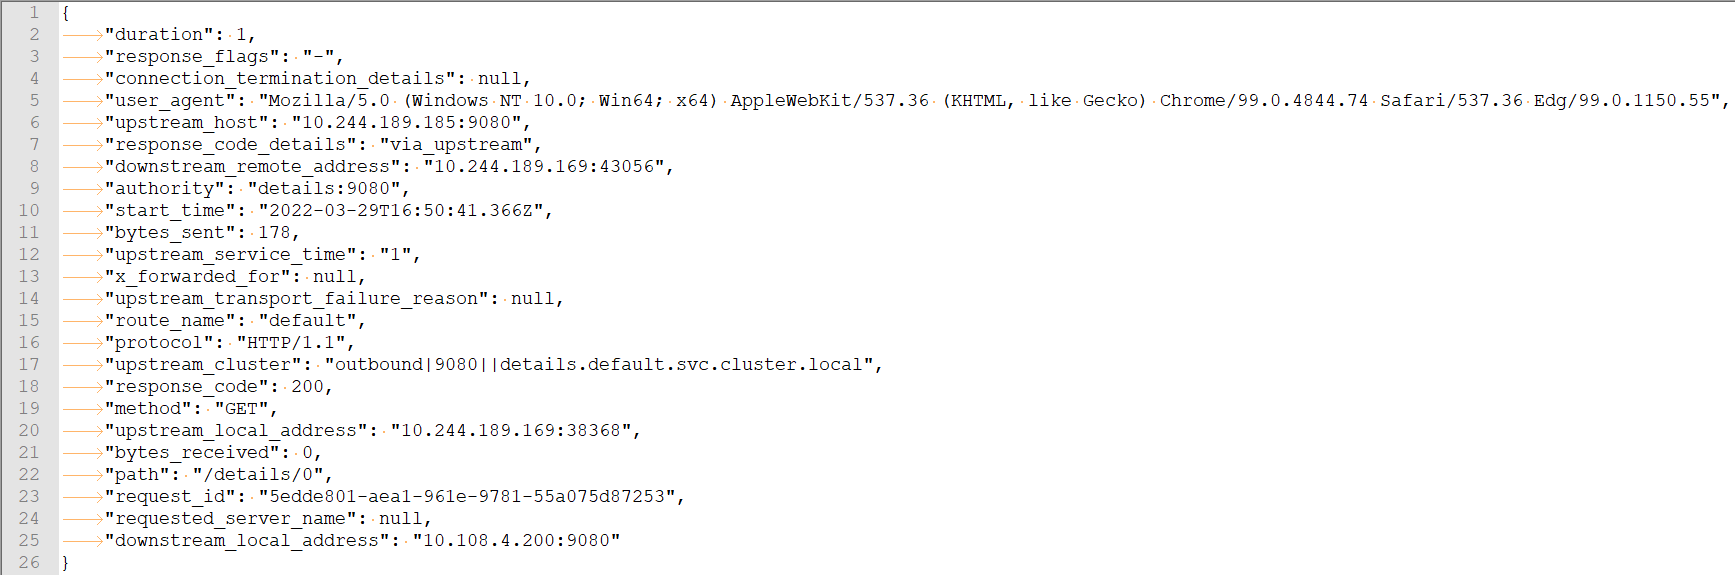 1 {
2 "duration": 1,
3 "response_flags": "-",
4 "connection_termination_details": null,
5 "user_agent": "Mozilla/5.0 (Windows NT 10.0; Win64; x64) AppleWebKit/537.36 (KHTML, like Gecko) Chrome/99.0.4844.74 Safari/537.36 Edg/99.0.1150.55",
6 "upstream_host": "10.244.189.185:9080",
7 "response_code_details": "via_upstream",
8 "downstream_remote_address": "10.244.189.169:43056",
9 "authority": "details:9080",
10 "start_time": "2022-03-29T16:50:41.366Z",
11 "bytes_sent": 178,
12 "upstream_service_time": "1",
13 "x_forwarded_for": null,
14 "upstream_transport_failure_reason": null,
15 "route_name": "default",
16 "protocol": "HTTP/1.1",
17 "upstream_cluster": "outbound|9080||details.default.svc.cluster.local",
18 "response_code": 200,
19 "method": "GET",
20 "upstream_local_address": "10.244.189.169:38368",
21 "bytes_received": 0,
22 "path": "/details/0",
23 "request_id": "5edde801-aea1-961e-9781-55a075d87253",
24 "requested_server_name": null,
25 "downstream_local_address": "10.108.4.200:9080"
26 }